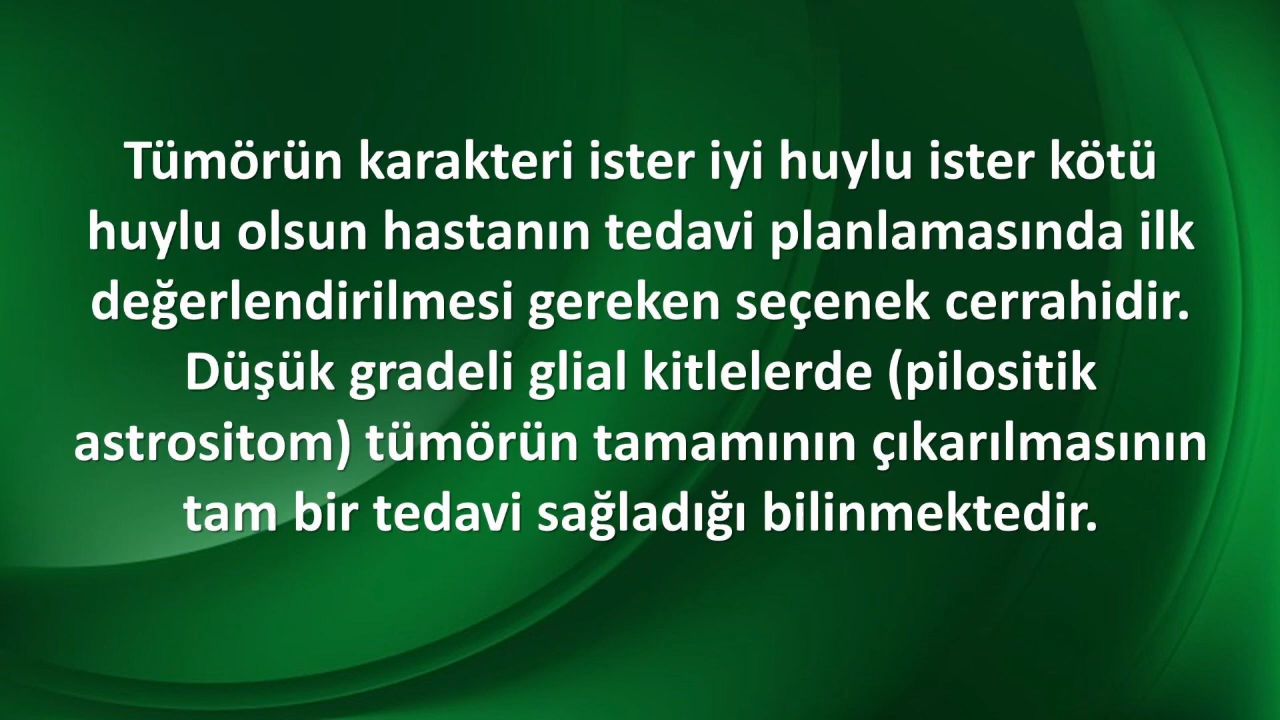 Tümörün karakteri ister iyi huylu ister kötü
huylu olsun hastanın tedavi planlamasında ilk
değerlendirilmesi gereken seçenek cerrahidir.
Düşük gradeli glial kitlelerde (pilositik
astrositom) tümörün tamamının çıkarılmasının
tam bir tedavi sağladığı bilinmektedir.